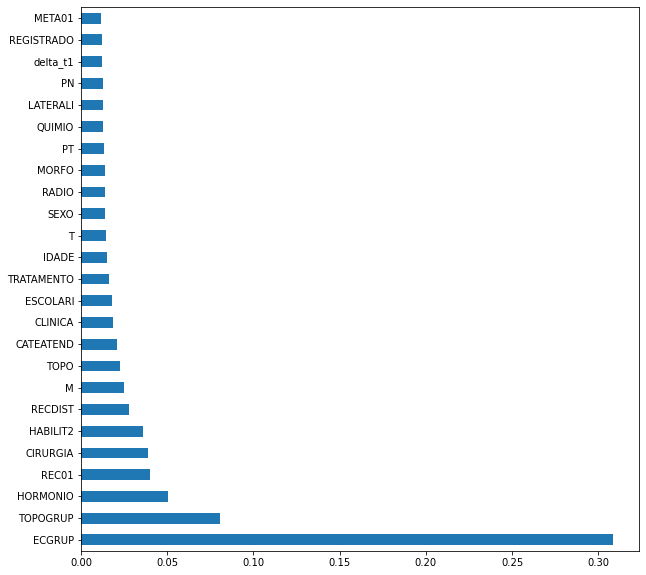 META01
REGISTRADO
delta_t1
PN
LATERALI
QUIMIO
PT
MORFO
RADIO
SEXO
T
IDADE
TRATAMENTO
ESCOLARI
CLINICA
CATEATEND
TOPO
M
RECDIST
HABILIT2
CIRURGIA
REC01
HORMONIO
TOPOGRUP
ECGRUP
0.00 0.05 0.10 0.15 0.20 0.25 0.30